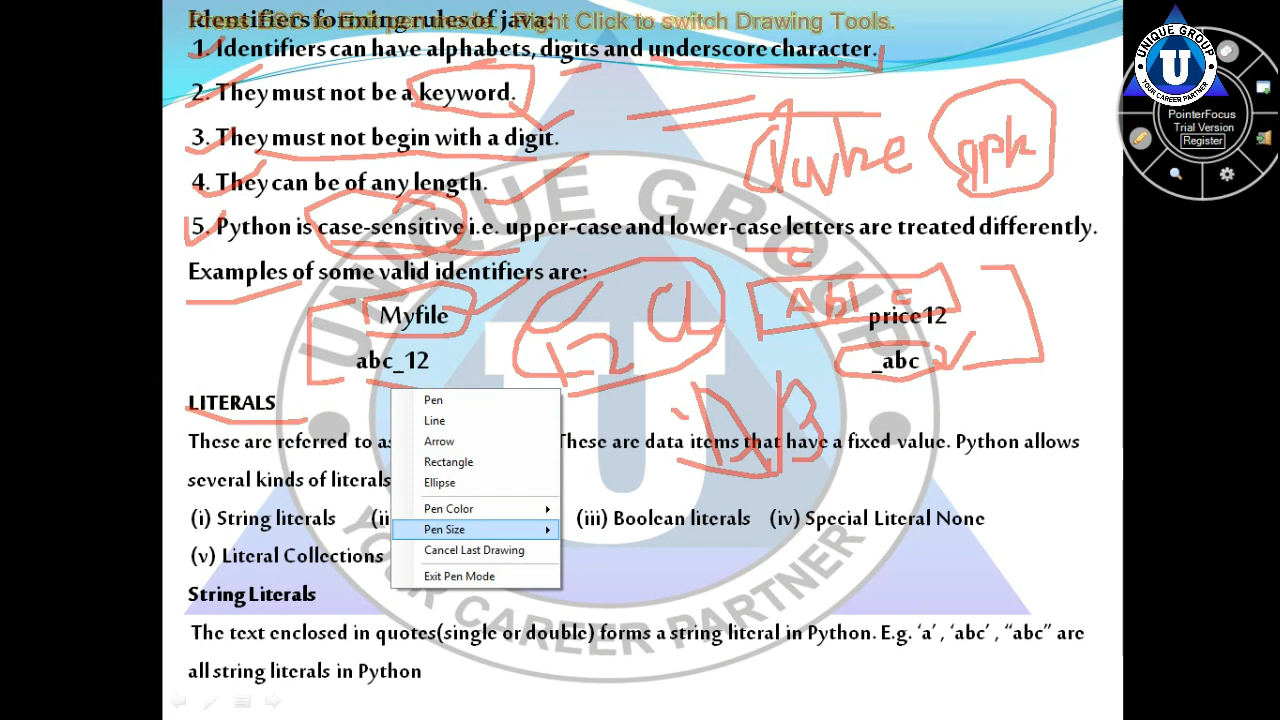 Press ESC to Exit pen mode. Right Click to switch Drawing Tools.
Identifiers forming rules of java:
1. Identifiers can have alphabets, digits and underscore character.
2. They must not be a keyword.
3. They must not begin with a digit.
4. They can be of any length.
5. Python is case-sensitive i.e. upper-case and lower-case letters are treated differently.
Examples of some valid identifiers are:
Myfile price12
abc_12 _abc
LITERALS
These are referred to as These are data items that have a fixed value. Python allows
several kinds of literals
(i) String literals (ii (iii) Boolean literals (iv) Special Literal None
(v) Literal Collections
String Literals
The text enclosed in quotes(single or double) forms a string literal in Python. E.g. ‘a’ , ‘abc’ , “abc” are
all string literals in Python
Pen
Line
Arrow
Rectangle
Ellipse
Pen Color
Pen Size
Cancel Last Drawing
Exit Pen Mode
UNIQUE GROUP
U
YOUR CAREER PARTNER
UNIQUE GROUP
U
YOUR CAREER PARTNER
PointerFocus
Trial Version
Register